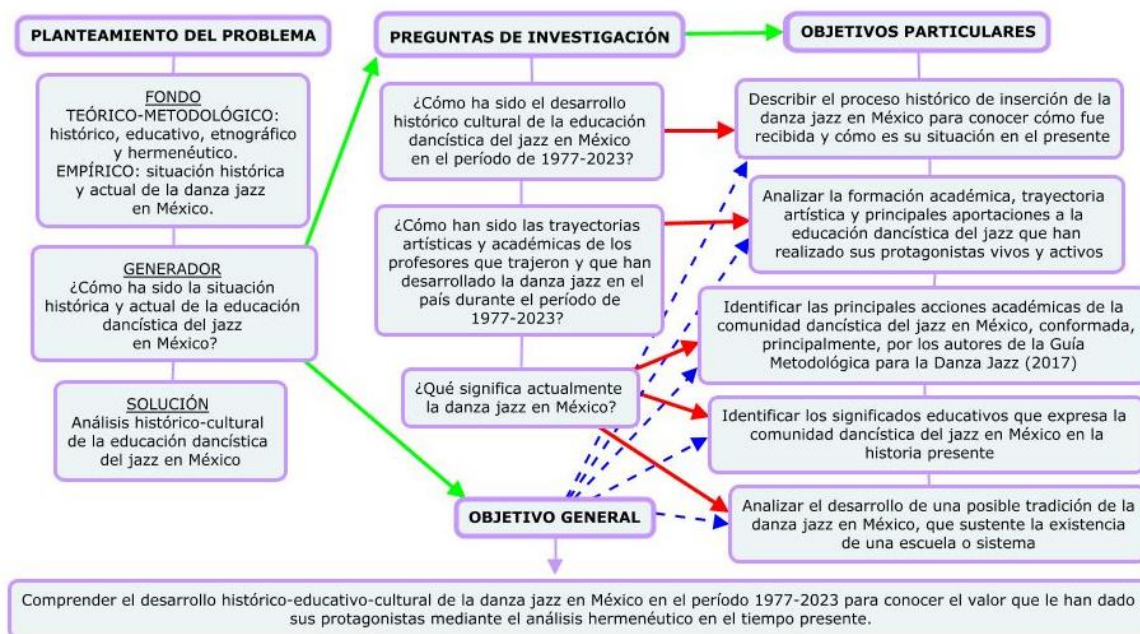 PLANTEAMIENTO DEL PROBLEMA
FONDO
TEÓRICO-METODOLÓGICO:
histórico, educativo, etnográfico
y hermenéutico.
EMPÍRICO: situación histórica
y actual de la danza jazz
en México.
GENERADOR
¿Cómo ha sido la situación
histórica y actual de la educación
dancística del jazz
en México?
SOLUCIÓN
Análisis histórico-cultural
de la educación dancística
del jazz en México
PREGUNTAS DE INVESTIGACIÓN
¿Cómo ha sido el desarrollo
histórico cultural de la educación
dancística del jazz en México
en el período de 1977-2023?
¿Cómo han sido las trayectorias
artísticas y académicas de los
profesores que trajeron y que han
desarrollado la danza jazz en el
país durante el período de
1977-2023?
¿Qué significa actualmente
la danza jazz en México?
OBJETIVOS PARTICULARES
Describir el proceso histórico de inserción de la
danza jazz en México para conocer cómo fue
recibida y cómo es su situación en el presente
Analizar la formación académica, trayectoria
artística y principales aportaciones a la
educación dancística del jazz que han
realizado sus protagonistas vivos y activos
Identificar las principales acciones académicas de la
comunidad dancística del jazz en México, conformada,
principalmente, por los autores de la Guía
Metodológica para la Danza Jazz (2017)
Identificar los significados educativos que expresa la
comunidad dancística del jazz en México en la
historia presente
Analizar el desarrollo de una posible tradición de la
danza jazz en México, que sustente la existencia
de una escuela o sistema
OBJETIVO GENERAL
Comprender el desarrollo histórico-educativo-cultural de la danza jazz en México en el período 1977-2023 para conocer el valor que le han dado
sus protagonistas mediante el análisis hermenéutico en el tiempo presente.